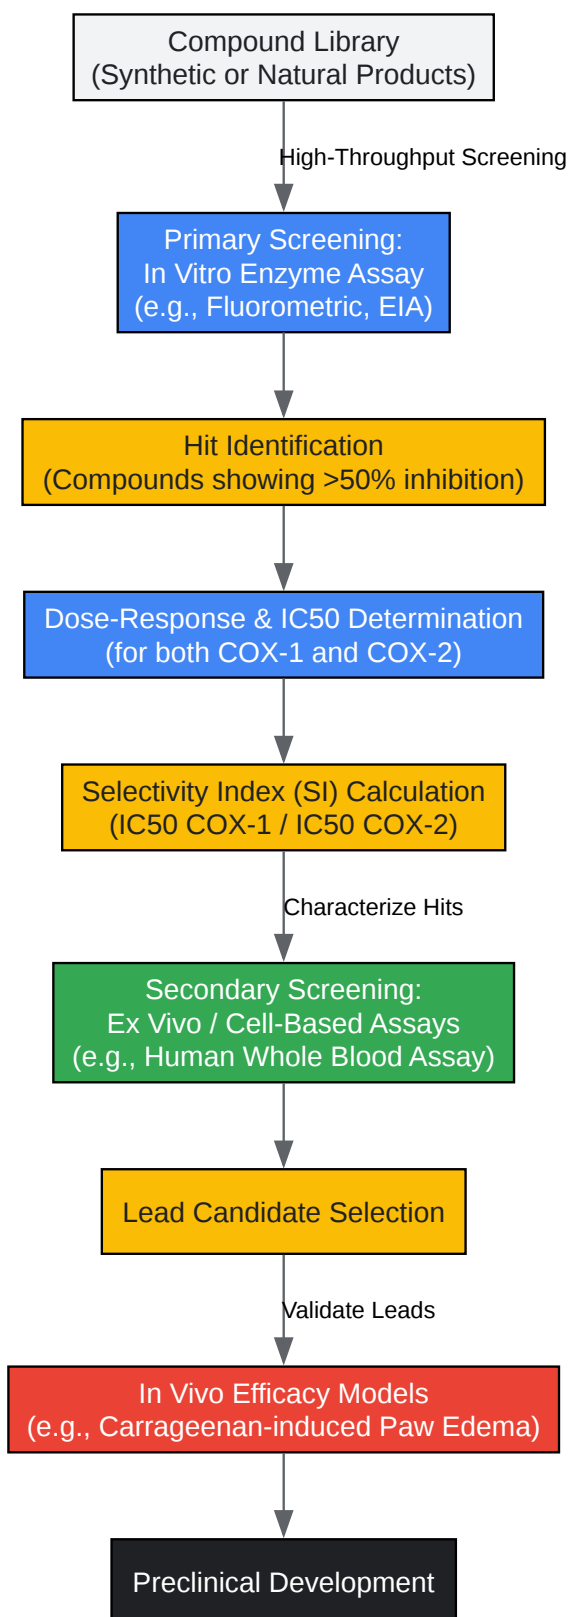 Compound Library
(Synthetic or Natural Products)
High-Throughput Screening
Primary Screening:
In Vitro Enzyme Assay
(e.g., Fluorometric, EIA)
Hit Identification
(Compounds showing >50% inhibition)
Dose-Response & IC50 Determination
(for both COX-1 and COX-2)
Selectivity Index (SI) Calculation
(IC50 COX-1 / IC50 COX-2)
Characterize Hits
Secondary Screening:
Ex Vivo / Cell-Based Assays
(e.g., Human Whole Blood Assay)
Lead Candidate Selection
Validate Leads
In Vivo Efficacy Models
(e.g., Carrageenan-induced Paw Edema)
Preclinical Development